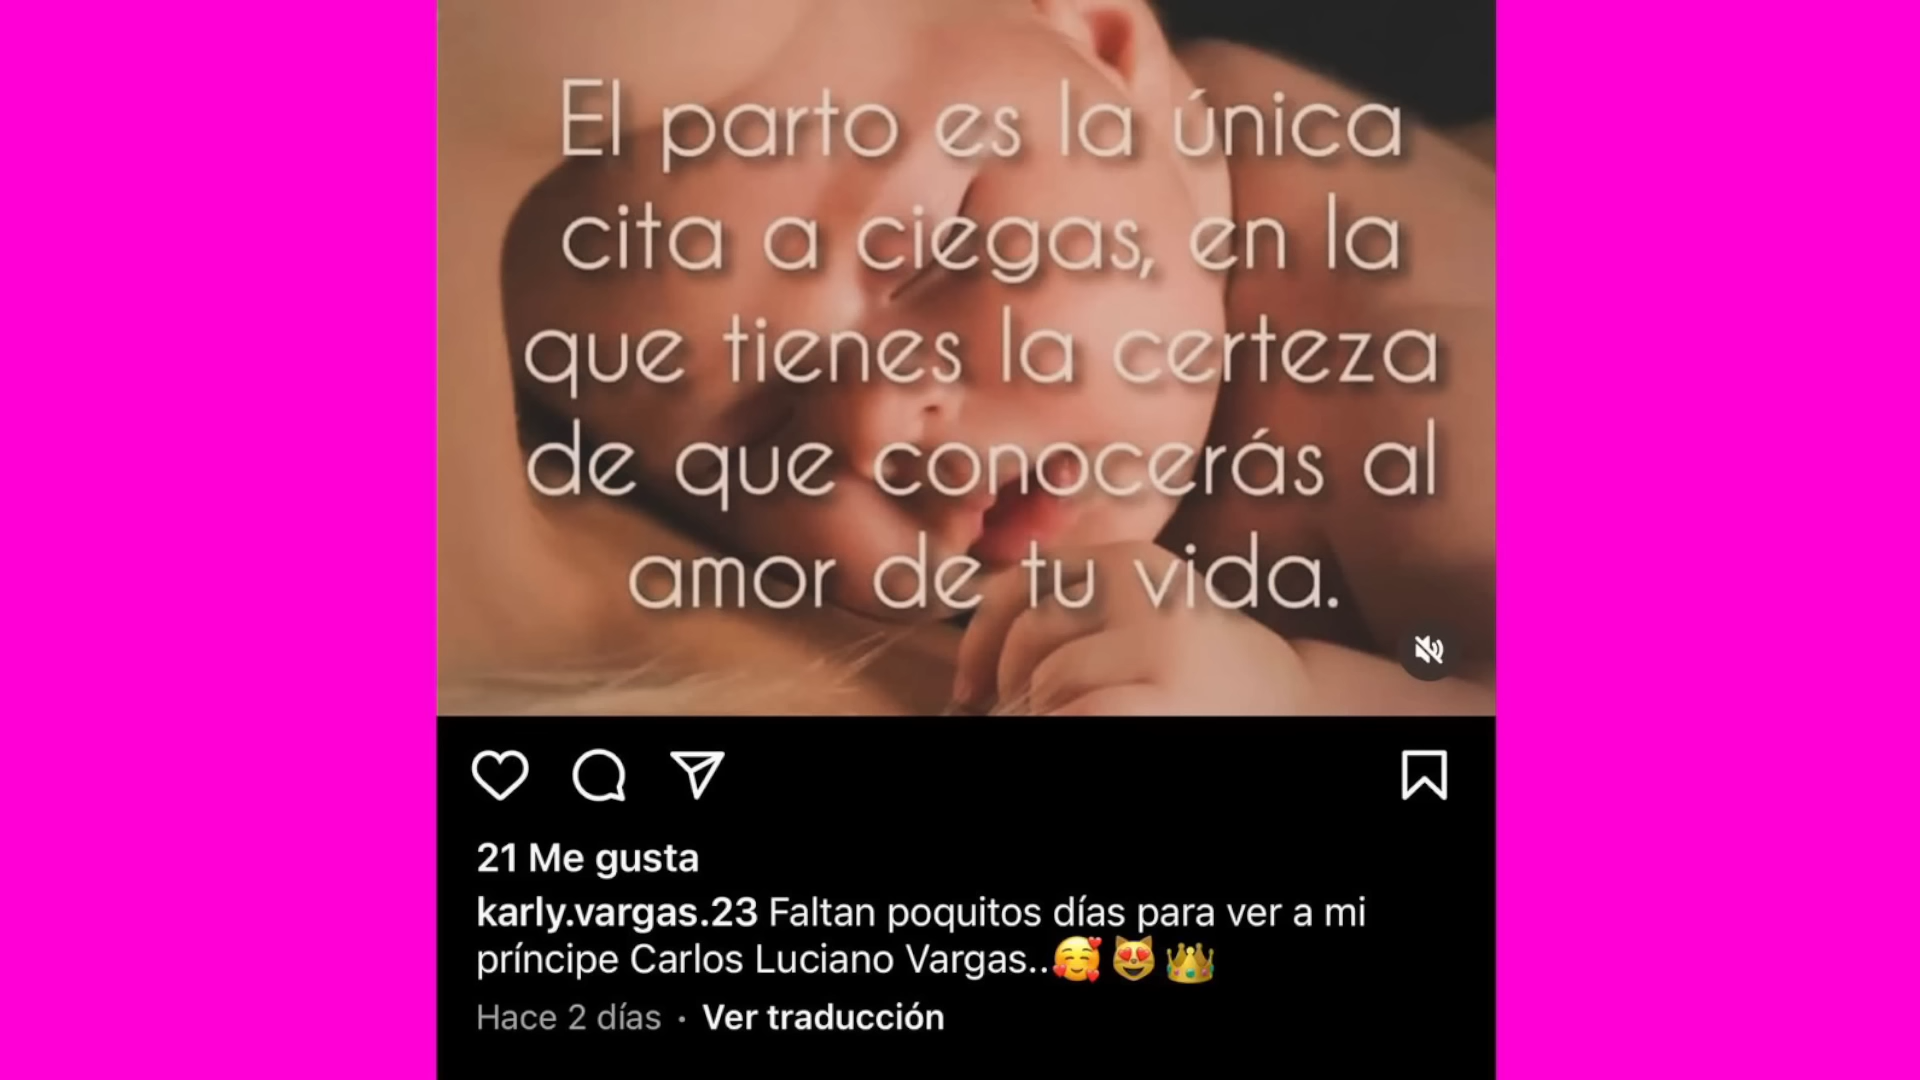 El parto es la única
cita a ciegas, en la
que tienes la certeza
de que conocerás al
amor de tu vida.
21 Me gusta
karly.vargas.23 Faltan poquitos días para ver a mi
príncipe Carlos Luciano Vargas..🥰😻👑
Hace 2 días · Ver traducción